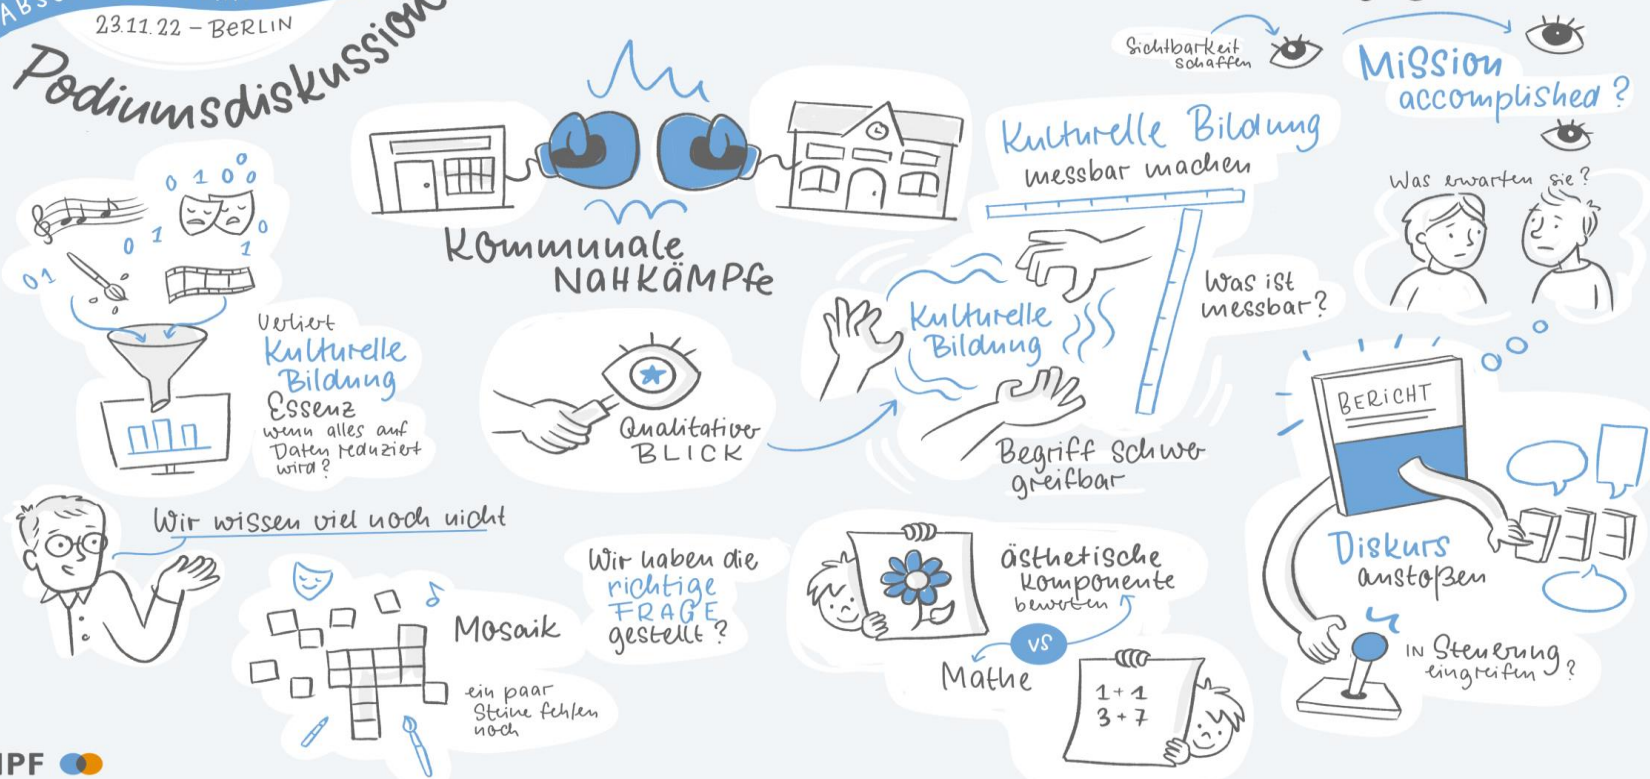 ABS
23.11.22 – BERLIN
Podiumsdiskussion
0 1 0 0
0
0 1
0
1
0 1
Verliert
Kulturelle
Bildung
Essenz
wenn alles auf
Daten reduziert
wird?
Kommunale
NAHKÄMPfe
Qualitativer
BLICK
Sichtbarkeit
schaffen
Mission
accomplished?
Kulturelle Bildung
messbar machen
Was ist
messbar?
Kulturelle
Bildung
Begriff schwer
greifbar
Was erwarten sie?
BERICHT
Diskurs
anstoßen
IN Steuerung
eingreifen?
Wir wissen viel noch nicht
Mosaik
ein paar
Steine fehlen
noch
Wir haben die
richtige
FRAGE
gestellt?
ästhetische
Komponente
bewerten
VS
Mathe
1+1
3+7
IPF